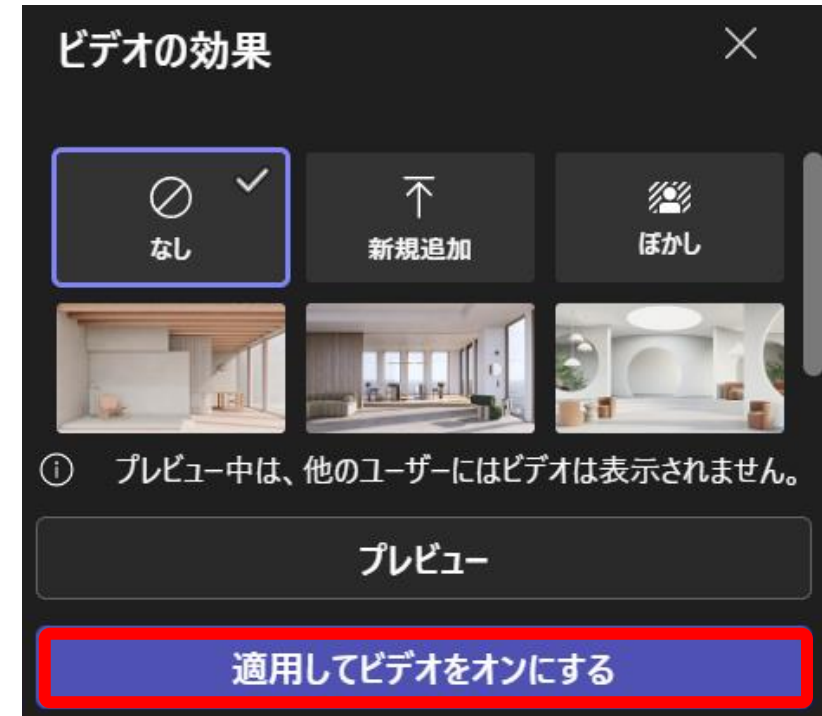 ビデオの効果
なし
新規追加
ぼかし
プレビュー中は、他のユーザーにはビデオは表示されません。
プレビュー
適用してビデオをオンにする